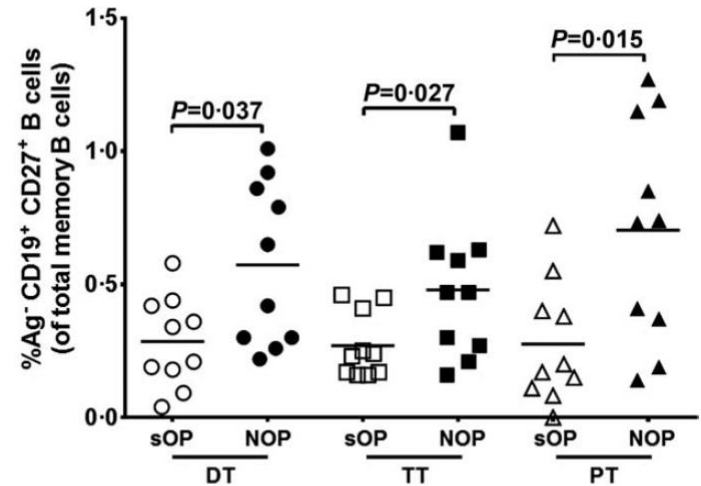 %Ag⁻ CD19⁺ CD27⁺ B cells
(of total memory B cells)
1·5
1·0
0·5
0·0
P=0·037
P=0·027
P=0·015
sOP NOP sOP NOP sOP NOP
DT TT PT